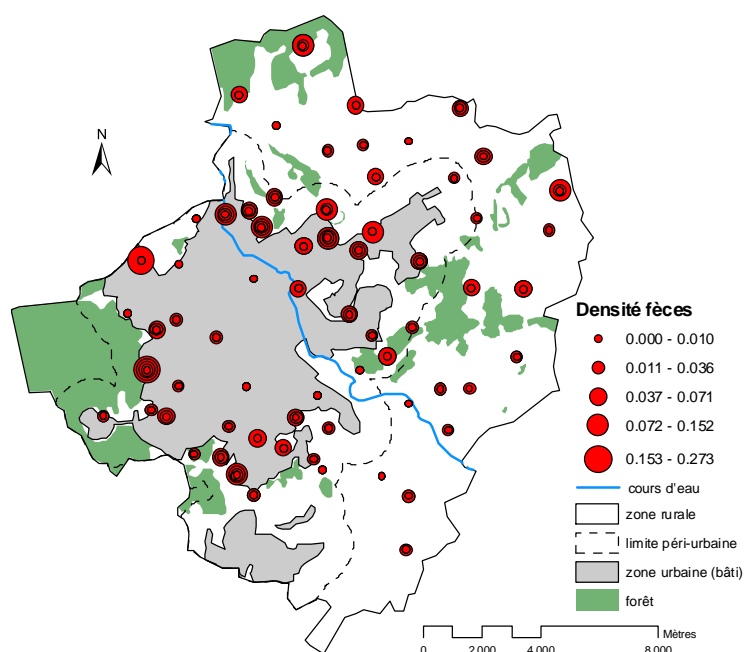 N
Densité fèces
0.000 - 0.010
0.011 - 0.036
0.037 - 0.071
0.072 - 0.152
0.153 - 0.273
cours d'eau
zone rurale
limite péri-urbaine
zone urbaine (bâti)
forêt
Mètres
0 2 000 4 000 8 000